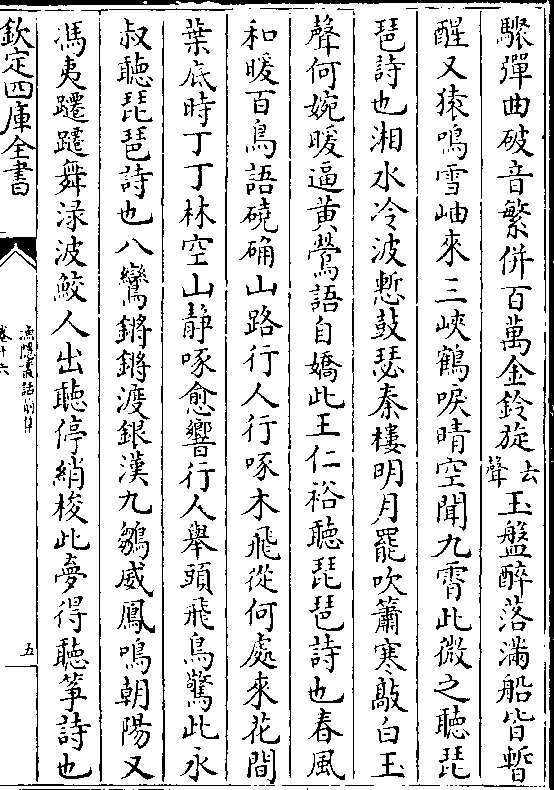 驟彈曲破音繁併百萬金鈴旋去聲玉盤醉落滿船皆暫
醒又猿鳴雪岫來三峽鶴唳晴空聞九霄此微之聽琵
琶詩也湘水冷波慙鼓瑟秦樓明月罷吹簫寒敲白玉
聲何婉暖逼黄鶯語自嬌此王仁裕聽琵琶詩也春風
和暖百鳥語磽确山路行人行啄木飛從何處來花間
葉底時丁丁林空山静啄愈響行人舉頭飛鳥驚此永
叔聽琵琶詩也八鸞鏘鏘渡銀漢九雛威鳳鳴朝陽又
馮夷蹮蹮舞渌波鮫人出聽停綃梭此夢得聽筝詩也
欽定四庫全書
漁隠叢話前集
卷十六
五